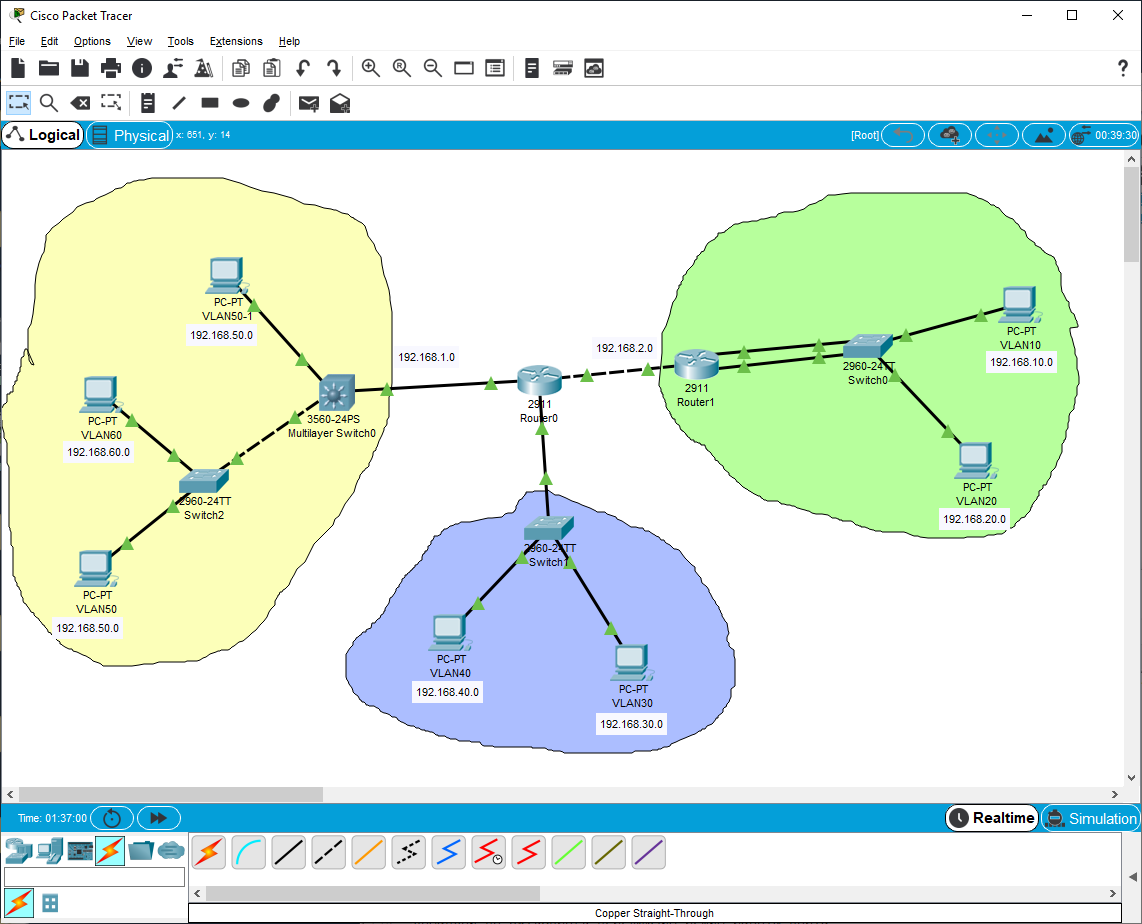 Cisco Packet Tracer
File Edit Options View Tools Extensions Help
Logical Physical x: 651, y: 14 [Root] 00:39:30
PC-PT
VLAN50-1
192.168.50.0
PC-PT
VLAN60
192.168.60.0
3560-24PS
Multilayer Switch0
2960-24TT
Switch2
PC-PT
VLAN50
192.168.50.0
192.168.1.0
2911
Router0
192.168.2.0
2911
Router1
2960-24TT
Switch0
PC-PT
VLAN10
192.168.10.0
PC-PT
VLAN20
192.168.20.0
2960-24TT
Switch1
PC-PT
VLAN40
192.168.40.0
PC-PT
VLAN30
192.168.30.0
Time: 01:37:00 Realtime Simulation
Copper Straight-Through